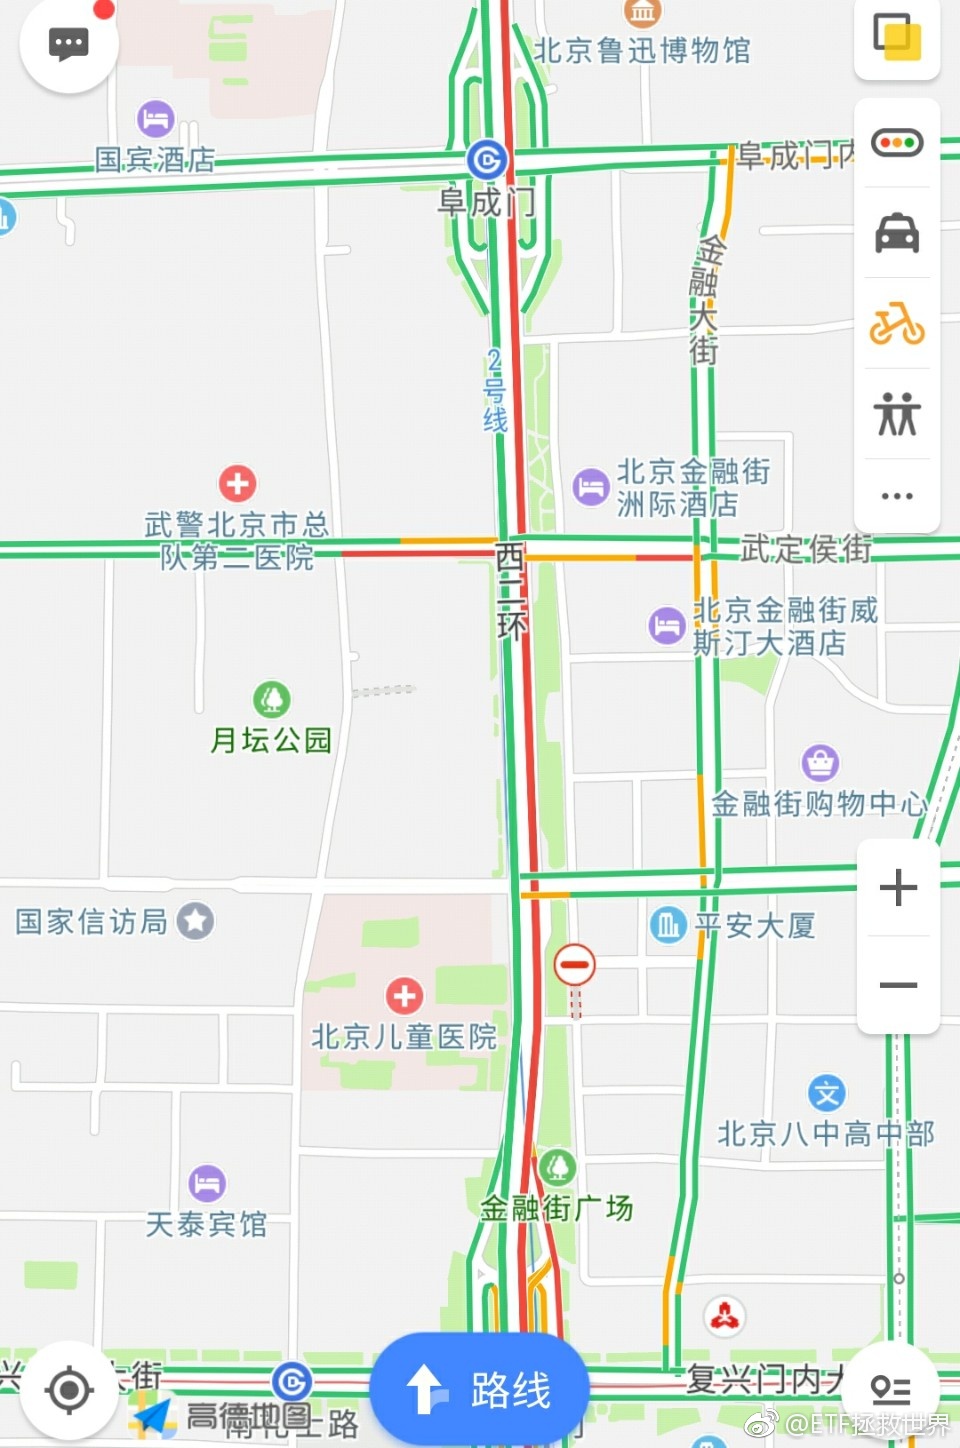 北京鲁迅博物馆
国宾酒店
阜成门内
阜成门
金融大街
2号线
北京金融街
洲际酒店
武警北京市总
队第二医院
西二环
武定侯街
北京金融街威
斯汀大酒店
月坛公园
金融街购物中心
国家信访局
平安大厦
北京儿童医院
北京八中高中部
金融街广场
天泰宾馆
大街
路线
复兴门内大
高德地图
@ETF拯救世界